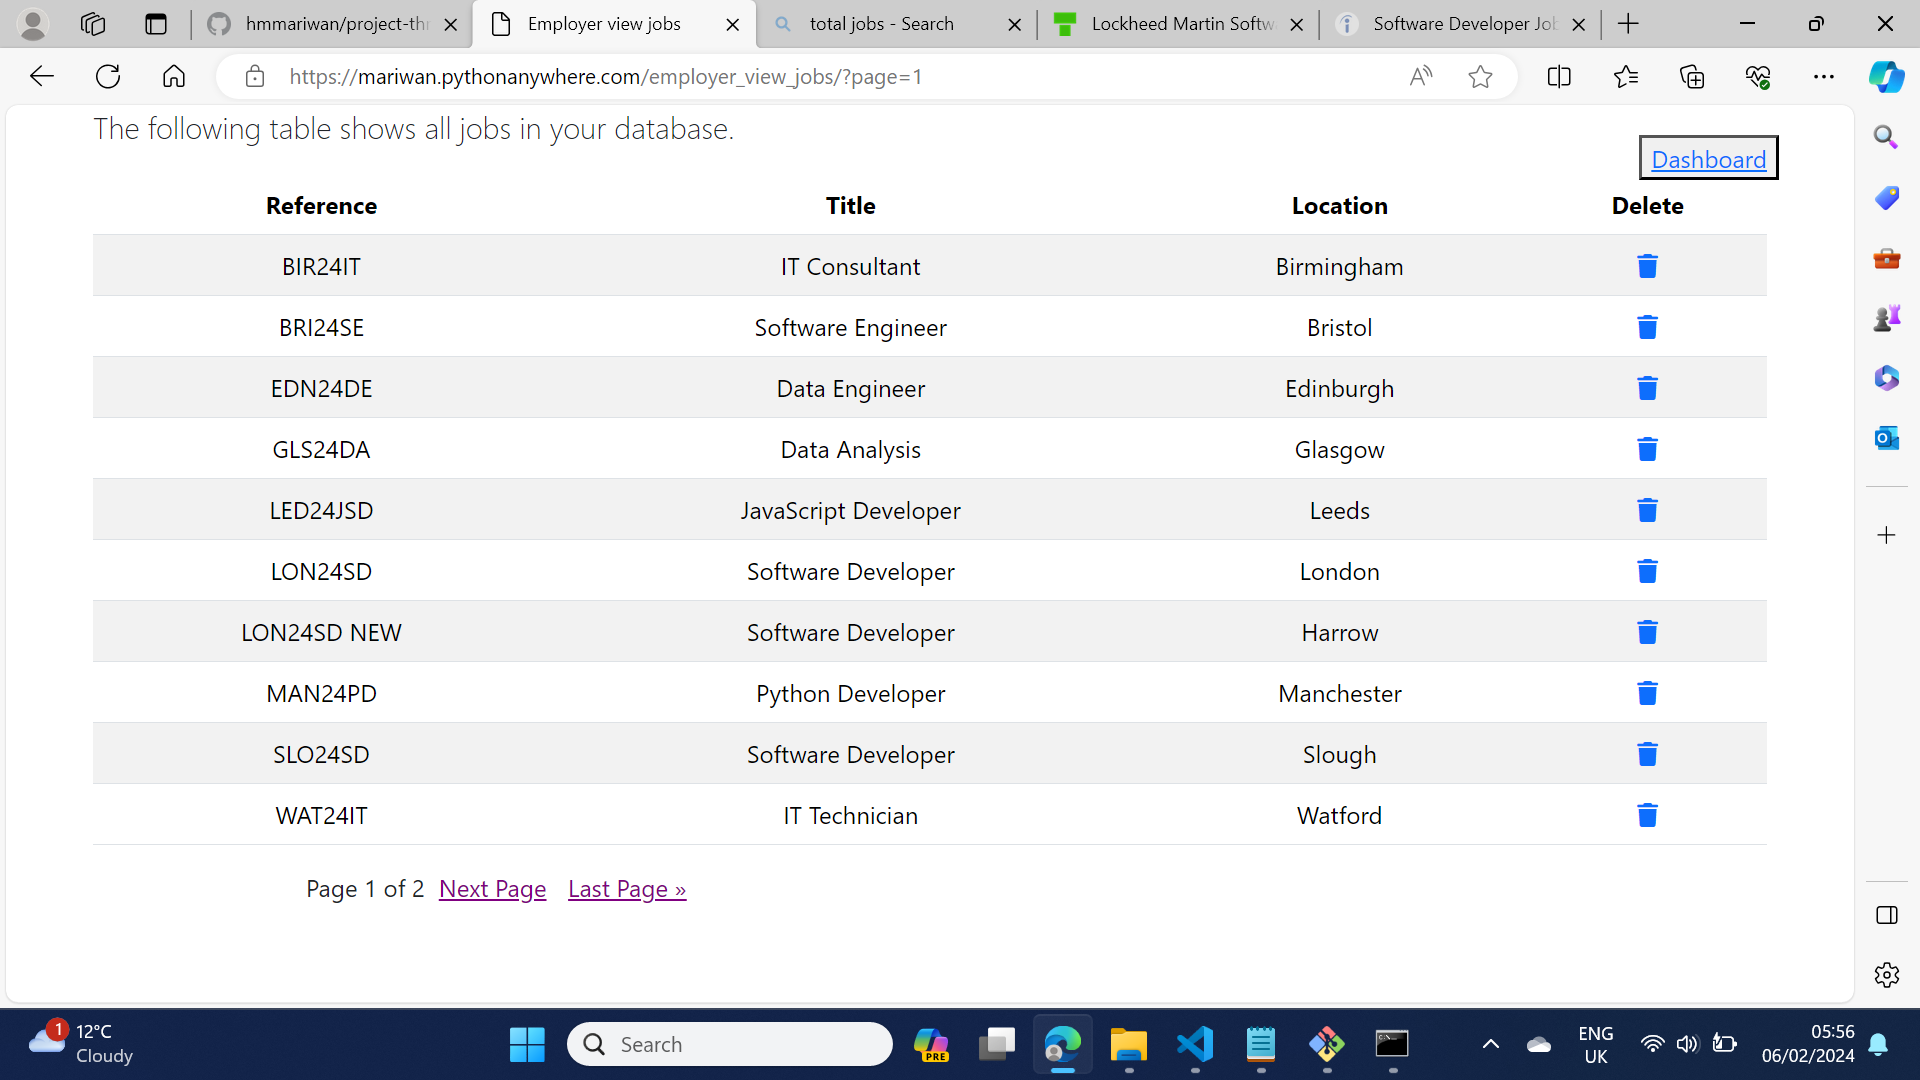 hmmariwan/project-thr
Employer view jobs
total jobs - Search
Lockheed Martin Softw
Software Developer Job
https://mariwan.pythonanywhere.com/employer_view_jobs/?page=1
The following table shows all jobs in your database.
Dashboard
Reference Title Location Delete
BIR24IT IT Consultant Birmingham
BRI24SE Software Engineer Bristol
EDN24DE Data Engineer Edinburgh
GLS24DA Data Analysis Glasgow
LED24JSD JavaScript Developer Leeds
LON24SD Software Developer London
LON24SD NEW Software Developer Harrow
MAN24PD Python Developer Manchester
SLO24SD Software Developer Slough
WAT24IT IT Technician Watford
Page 1 of 2 Next Page Last Page »
1
12°C
Cloudy
Search
PRE
ENG
UK
05:56
06/02/2024